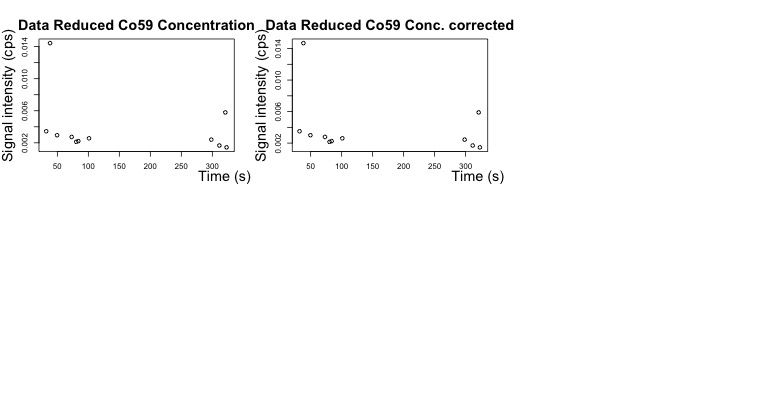 Data Reduced Co59 Concentration
Signal intensity (cps)
0.014
0.010
0.006
0.002
50 100 150 200 250 300
Time (s)
Data Reduced Co59 Conc. corrected
Signal intensity (cps)
0.014
0.010
0.006
0.002
50 100 150 200 250 300
Time (s)